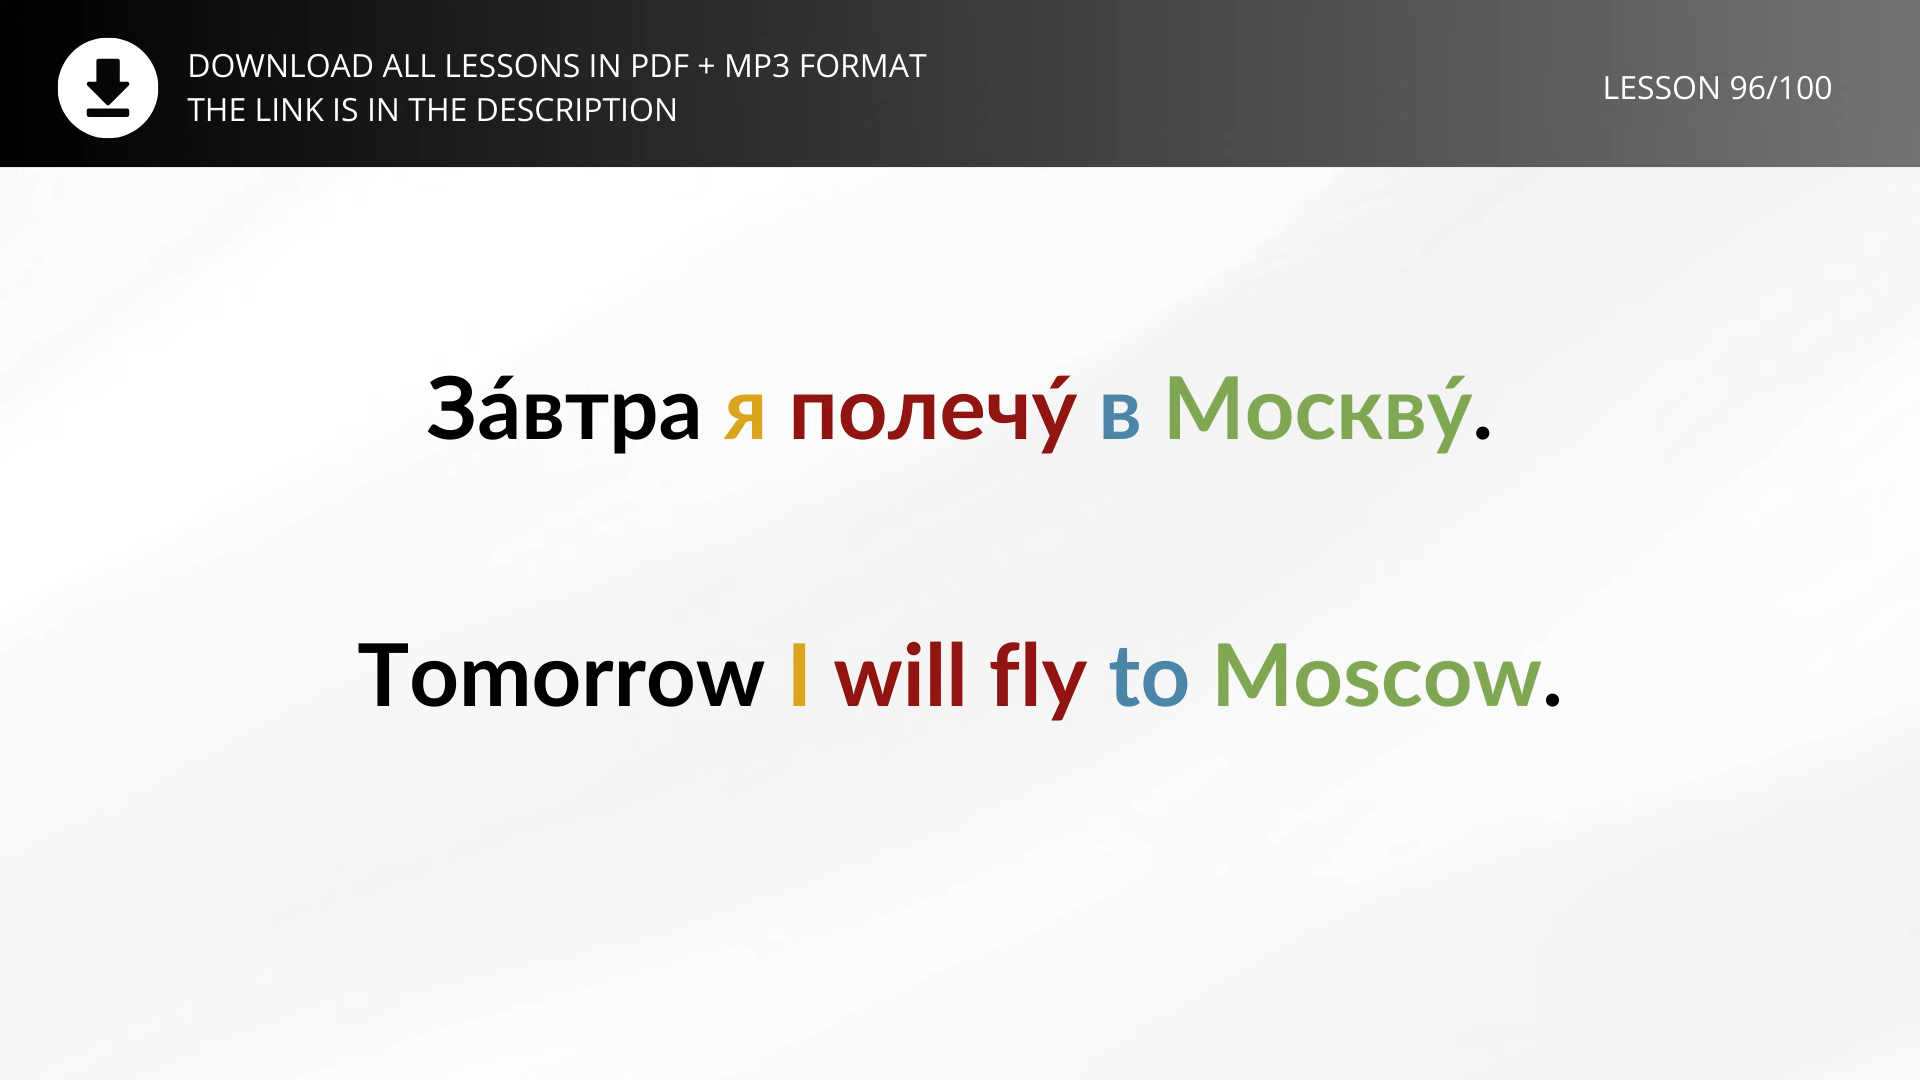 DOWNLOAD ALL LESSONS IN PDF + MP3 FORMAT
THE LINK IS IN THE DESCRIPTION
LESSON 96/100
За́втра я полечу́ в Москву́.
Tomorrow I will fly to Moscow.